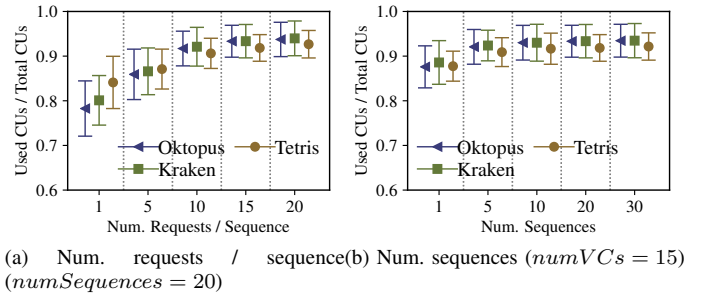 Used CUs / Total CUs
1.0
0.9
0.8
0.7
0.6
Oktopus
Tetris
Kraken
1 5 10 15 20
Num. Requests / Sequence
Used CUs / Total CUs
1.0
0.9
0.8
0.7
0.6
Oktopus
Tetris
Kraken
1 5 10 20 30
Num. Sequences
(a) Num. requests / sequence
(numSequences = 20)
(b) Num. sequences (numVCs = 15)